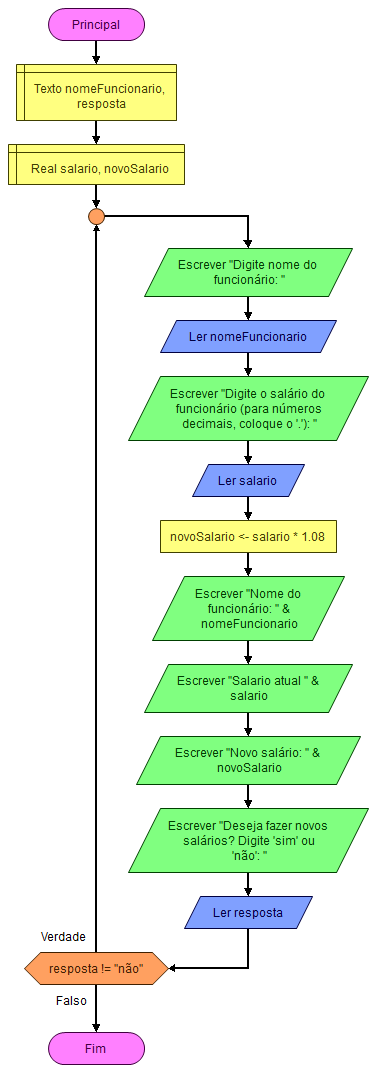 Principal
Texto nomeFuncionario,
resposta
Real salario, novoSalario
Escrever "Digite nome do
funcionário: "
Ler nomeFuncionario
Escrever "Digite o salário do
funcionário (para números
decimais, coloque o '.'): "
Ler salario
novoSalario <- salario * 1.08
Escrever "Nome do
funcionário: " &
nomeFuncionario
Escrever "Salario atual " &
salario
Escrever "Novo salário: " &
novoSalario
Escrever "Deseja fazer novos
salários? Digite 'sim' ou
'não': "
Ler resposta
Verdade
resposta != "não"
Falso
Fim